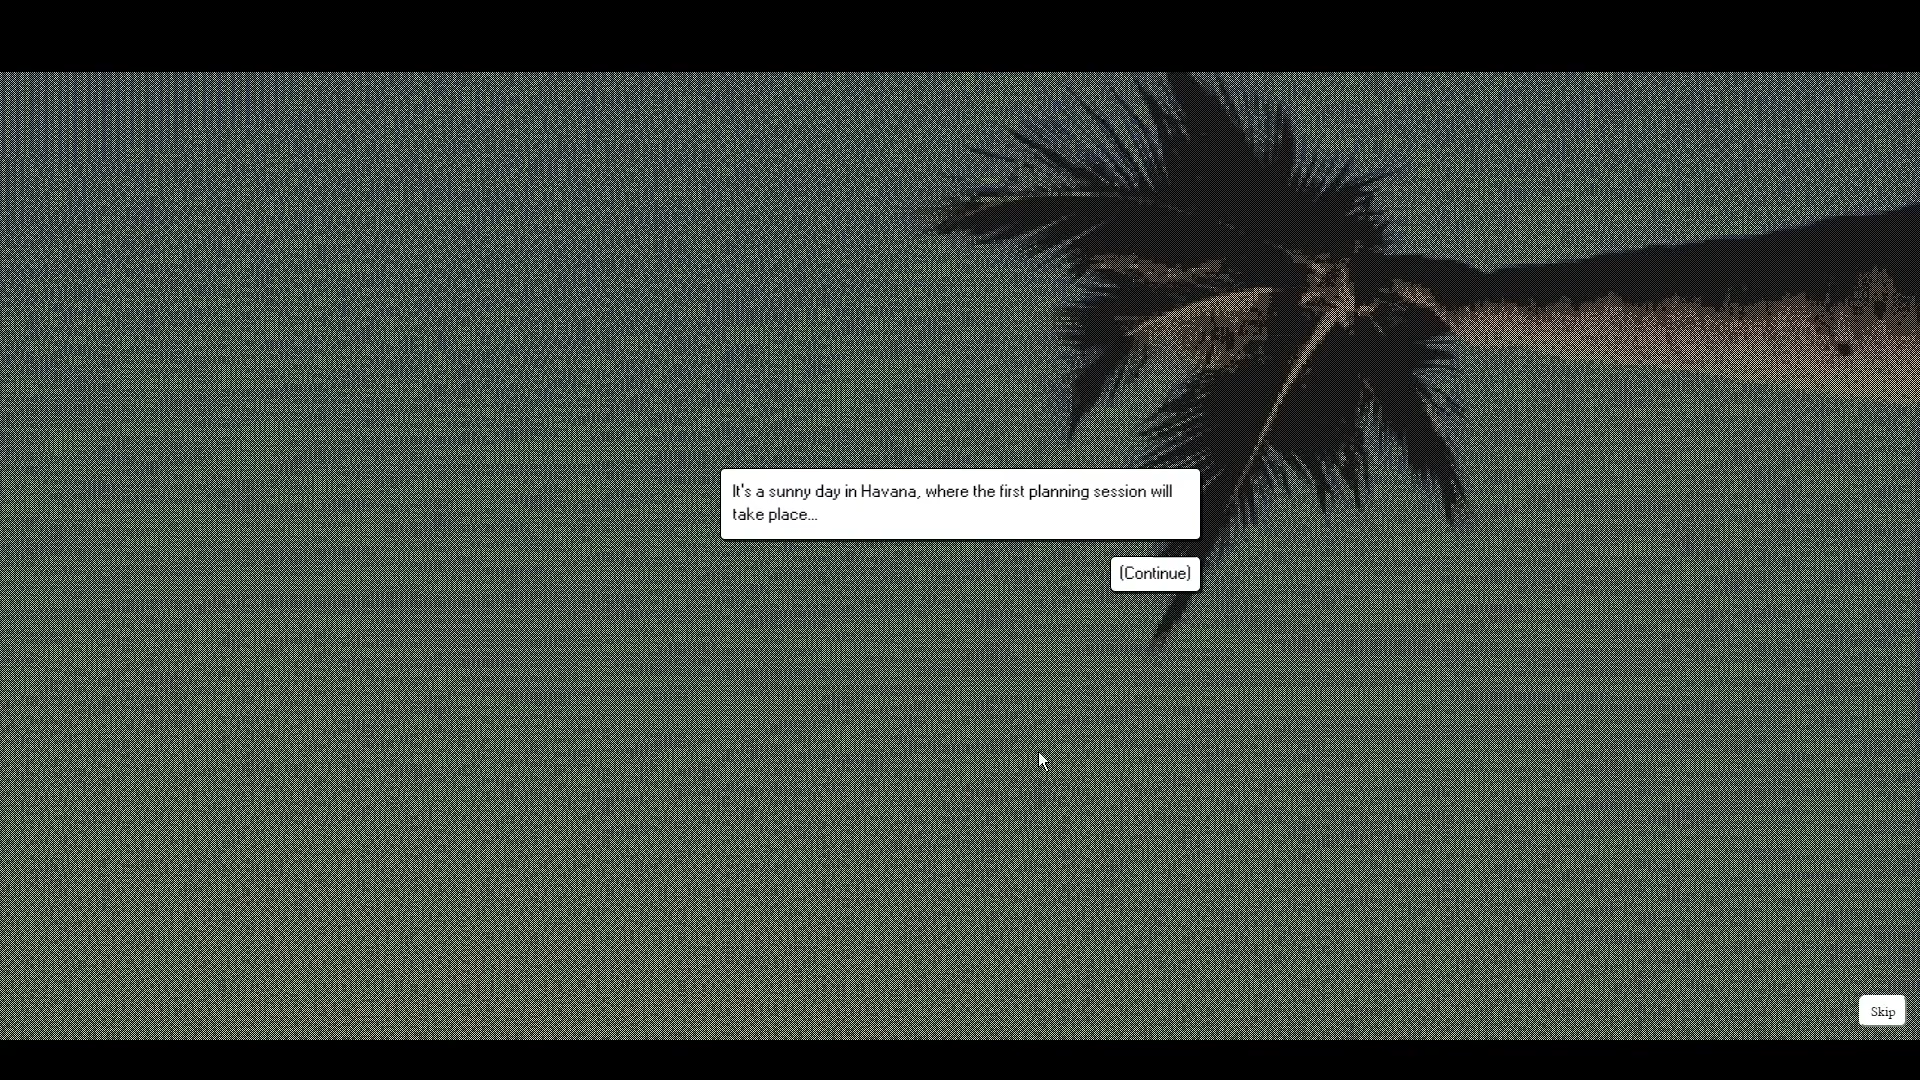 It's a sunny day in Havana, where the first planning session will
take place...
(Continue)
Skip